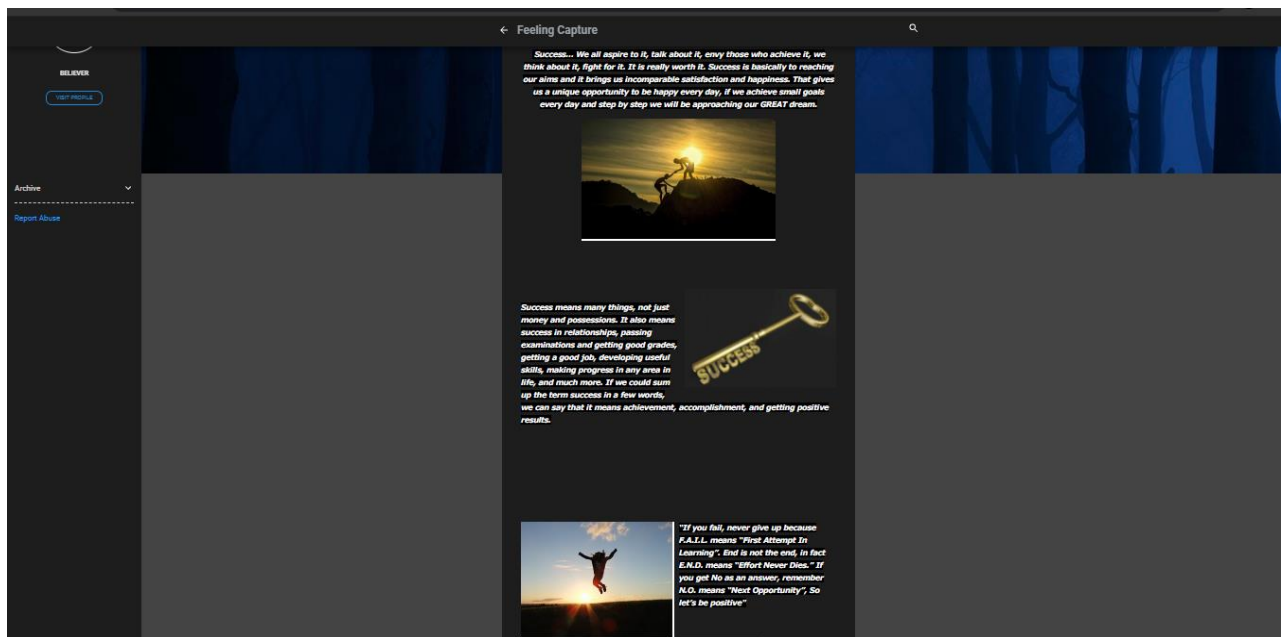 Feeling Capture
BELIEVER
VISIT PROFILE
Archive
Report Abuse
Success... We all aspire to it, talk about it, envy those who achieve it, we
think about it, fight for it. It is really worth it. Success is basically to reaching
our aims and it brings us incomparable satisfaction and happiness. That gives
us a unique opportunity to be happy every day, if we achieve small goals
every day and step by step we will be approaching our GREAT dream.
Success means many things, not just
money and possessions. It also means
success in relationships, passing
examinations and getting good grades,
getting a good job, developing useful
skills, making progress in any area in
life, and much more. If we could sum
up the term success in a few words,
we can say that it means achievement, accomplishment, and getting positive
results.
SUCCESS
"If you fail, never give up because
F.A.I.L. means "First Attempt In
Learning". End is not the end, in fact
E.N.D. means "Effort Never Dies." If
you get No as an answer, remember
N.O. means "Next Opportunity", So
let's be positive"